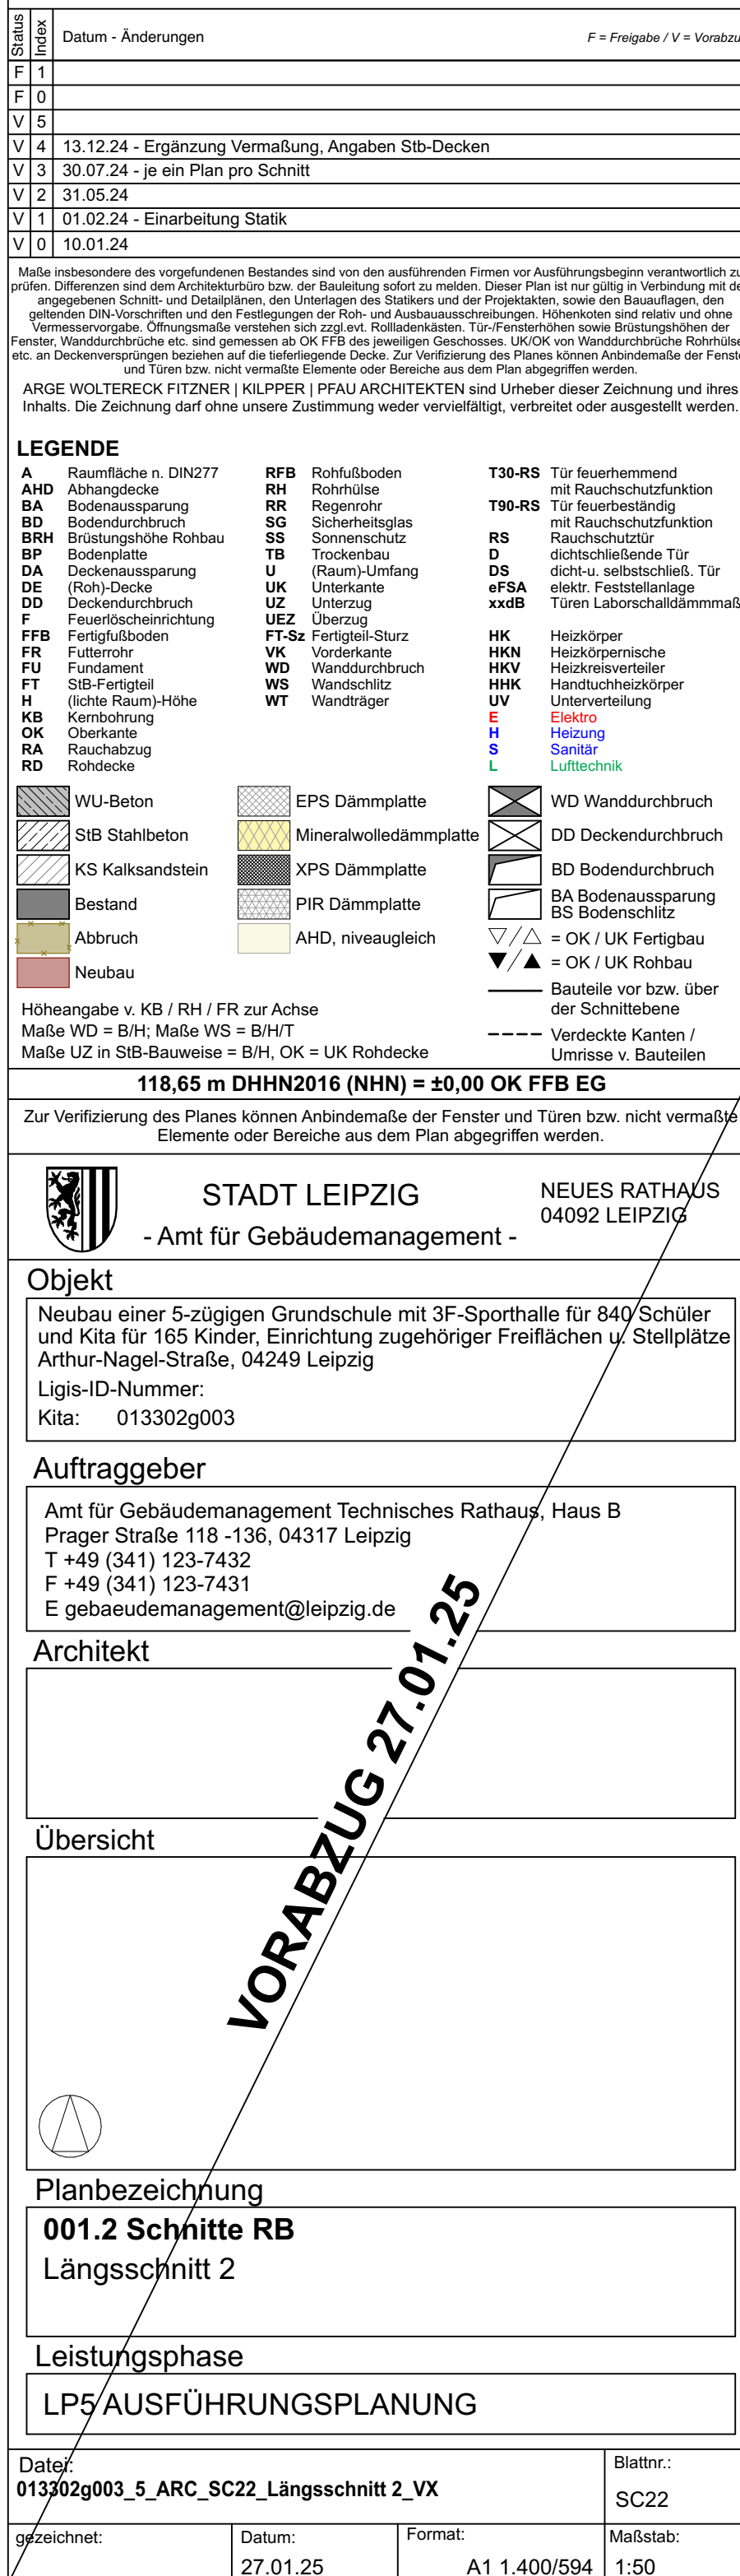 Status
Index
Datum - Änderungen
F = Freigabe / V = Vorabzu
F 1
F 0
V 5
V 4 13.12.24 - Ergänzung Vermaßung, Angaben Stb-Decken
V 3 30.07.24 - je ein Plan pro Schnitt
V 2 31.05.24
V 1 01.02.24 - Einarbeitung Statik
V 0 10.01.24
Maße insbesondere des vorgefundenen Bestandes sind von den ausführenden Firmen vor Ausführungsbeginn verantwortlich zu
prüfen. Differenzen sind dem Architekturbüro bzw. der Bauleitung sofort zu melden. Dieser Plan ist nur gültig in Verbindung mit de
angegebenen Schnitt- und Detailplänen, den Unterlagen des Statikers und der Projektakten, sowie den Bauauflagen, den
geltenden DIN-Vorschriften und den Festlegungen der Roh- und Ausbauausschreibungen. Höhenkoten sind relativ und ohne
Vermesservorgabe. Öffnungsmaße verstehen sich zzgl.evt. Rollladenkästen. Tür-/Fensterhöhen sowie Brüstungshöhen der
Fenster, Wanddurchbrüche etc. sind gemessen ab OK FFB des jeweiligen Geschosses. UK/OK von Wanddurchbrüche Rohrhülse
etc. an Deckenversprüngen beziehen auf die tieferliegende Decke. Zur Verifizierung des Planes können Anbindemaße der Fenste
und Türen bzw. nicht vermaßte Elemente oder Bereiche aus dem Plan abgegriffen werden.
ARGE WOLTERECK FITZNER | KILPPER | PFAU ARCHITEKTEN sind Urheber dieser Zeichnung und ihres
Inhalts. Die Zeichnung darf ohne unsere Zustimmung weder vervielfältigt, verbreitet oder ausgestellt werden.
LEGENDE
A Raumfläche n. DIN277
AHD Abhangdecke
BA Bodenaussparung
BD Bodendurchbruch
BRH Brüstungshöhe Rohbau
BP Bodenplatte
DA Deckenaussparung
DE (Roh)-Decke
DD Deckendurchbruch
F Feuerlöscheinrichtung
FFB Fertigfußboden
FR Futterrohr
FU Fundament
FT StB-Fertigteil
H (lichte Raum)-Höhe
KB Kernbohrung
OK Oberkante
RA Rauchabzug
RD Rohdecke
RFB Rohfußboden
RH Rohrhülse
RR Regenrohr
SG Sicherheitsglas
SS Sonnenschutz
TB Trockenbau
U (Raum)-Umfang
UK Unterkante
UZ Unterzug
UEZ Überzug
FT-Sz Fertigteil-Sturz
VK Vorderkante
WD Wanddurchbruch
WS Wandschlitz
WT Wandträger
T30-RS Tür feuerhemmend
mit Rauchschutzfunktion
T90-RS Tür feuerbeständig
mit Rauchschutzfunktion
RS Rauchschutztür
D dichtschließende Tür
DS dicht-u. selbstschließ. Tür
eFSA elektr. Feststellanlage
xxdB Türen Laborschalldämmmaß
HK Heizkörper
HKN Heizkörpernische
HKV Heizkreisverteiler
HHK Handtuchheizkörper
UV Unterverteilung
E Elektro
H Heizung
S Sanitär
L Lufttechnik
WU-Beton
StB Stahlbeton
KS Kalksandstein
Bestand
Abbruch
Neubau
EPS Dämmplatte
Mineralwolledämmplatte
XPS Dämmplatte
PIR Dämmplatte
AHD, niveaugleich
WD Wanddurchbruch
DD Deckendurchbruch
BD Bodendurchbruch
BA Bodenaussparung
BS Bodenschlitz
= OK / UK Fertigbau
= OK / UK Rohbau
Bauteile vor bzw. über
der Schnittebene
Verdeckte Kanten /
Umrisse v. Bauteilen
Höheangabe v. KB / RH / FR zur Achse
Maße WD = B/H; Maße WS = B/H/T
Maße UZ in StB-Bauweise = B/H, OK = UK Rohdecke
118,65 m DHHN2016 (NHN) = ±0,00 OK FFB EG
Zur Verifizierung des Planes können Anbindemaße der Fenster und Türen bzw. nicht vermaßte
Elemente oder Bereiche aus dem Plan abgegriffen werden.
STADT LEIPZIG
- Amt für Gebäudemanagement -
NEUES RATHAUS
04092 LEIPZIG
Objekt
Neubau einer 5-zügigen Grundschule mit 3F-Sporthalle für 840 Schüler
und Kita für 165 Kinder, Einrichtung zugehöriger Freiflächen u. Stellplätze
Arthur-Nagel-Straße, 04249 Leipzig
Ligis-ID-Nummer:
Kita: 013302g003
Auftraggeber
Amt für Gebäudemanagement Technisches Rathaus, Haus B
Prager Straße 118 -136, 04317 Leipzig
T +49 (341) 123-7432
F +49 (341) 123-7431
E gebaeudemanagement@leipzig.de
Architekt
VORABZUG 27.01.25
Übersicht
Planbezeichnung
001.2 Schnitte RB
Längsschnitt 2
Leistungsphase
LP5 AUSFÜHRUNGSPLANUNG
Datei:
013302g003_5_ARC_SC22_Längsschnitt 2_VX
Blattnr.:
SC22
gezeichnet:
Datum:
27.01.25
Format:
A1 1.400/594
Maßstab:
1:50